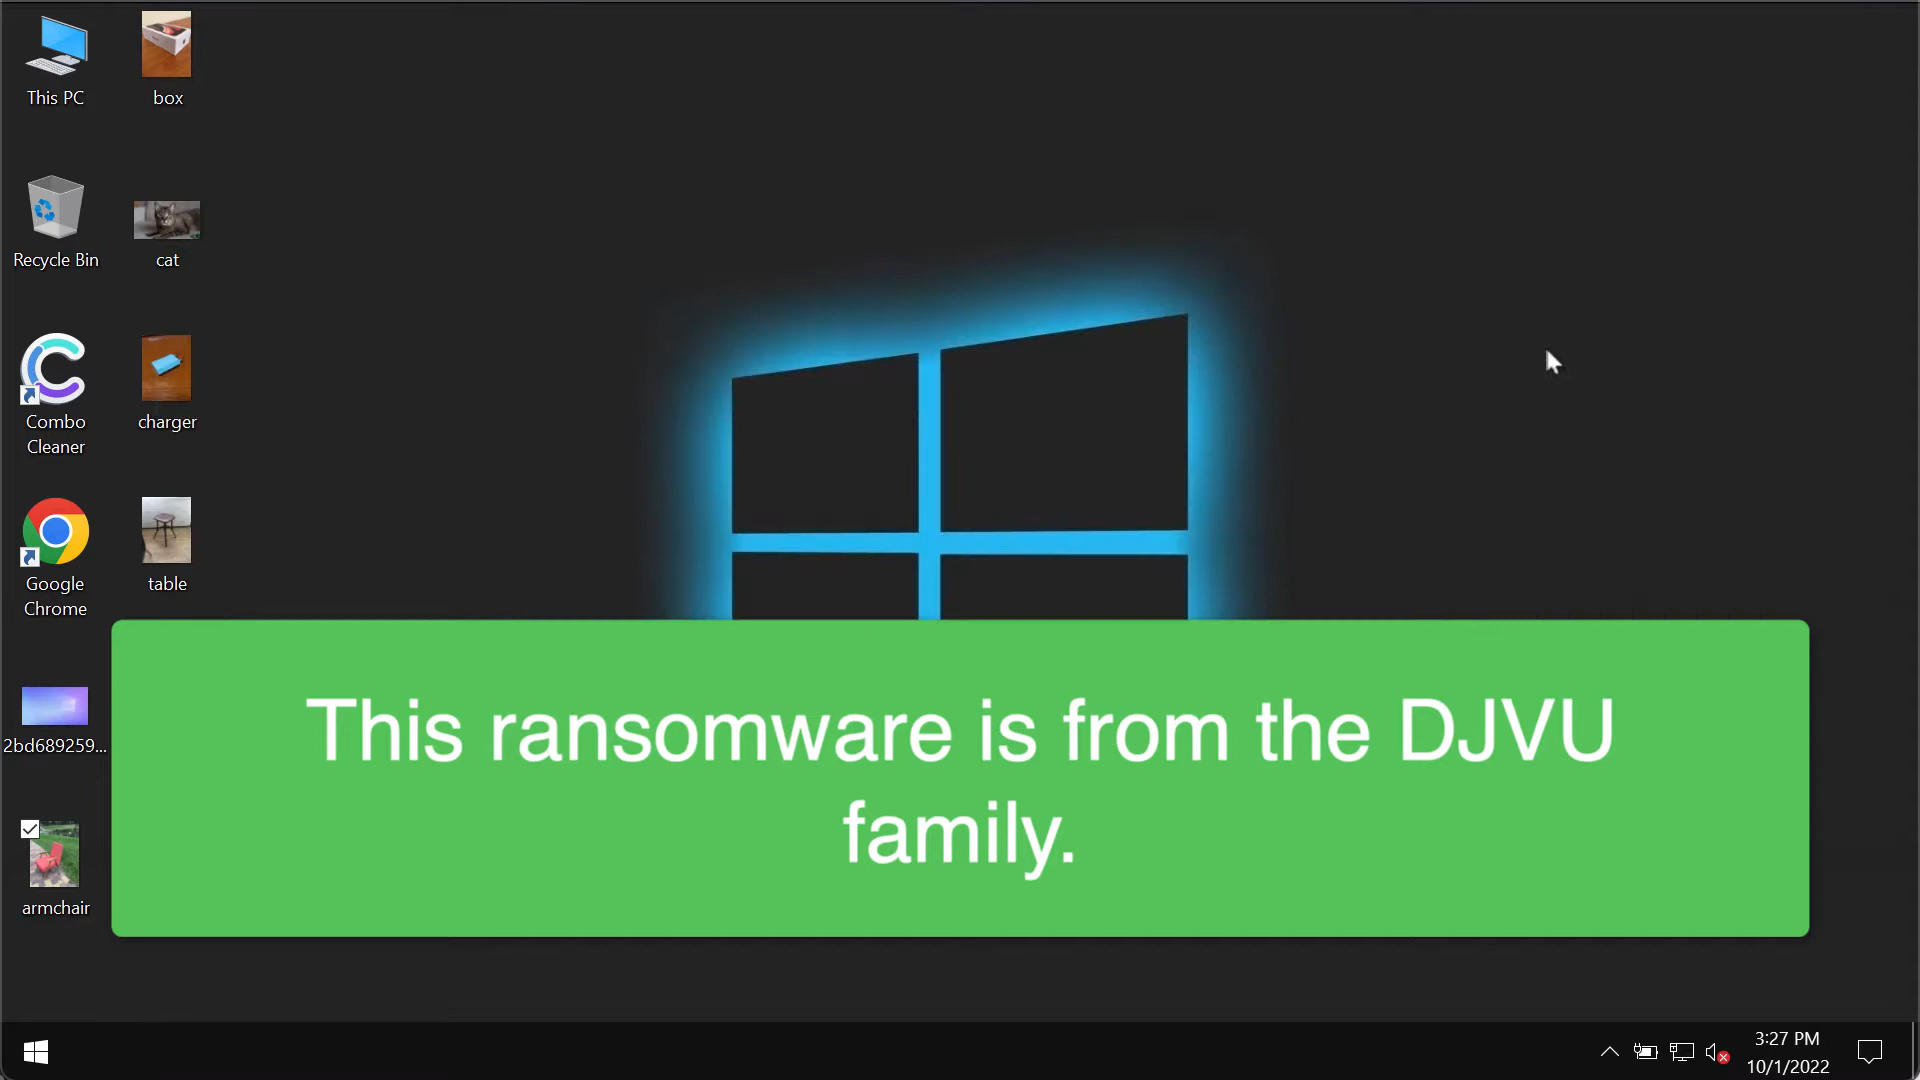 This PC
box
Recycle Bin
cat
Combo
Cleaner
charger
Google
Chrome
table
2bd689259...
armchair
This ransomware is from the DJVU
family.
3:27 PM
10/1/2022